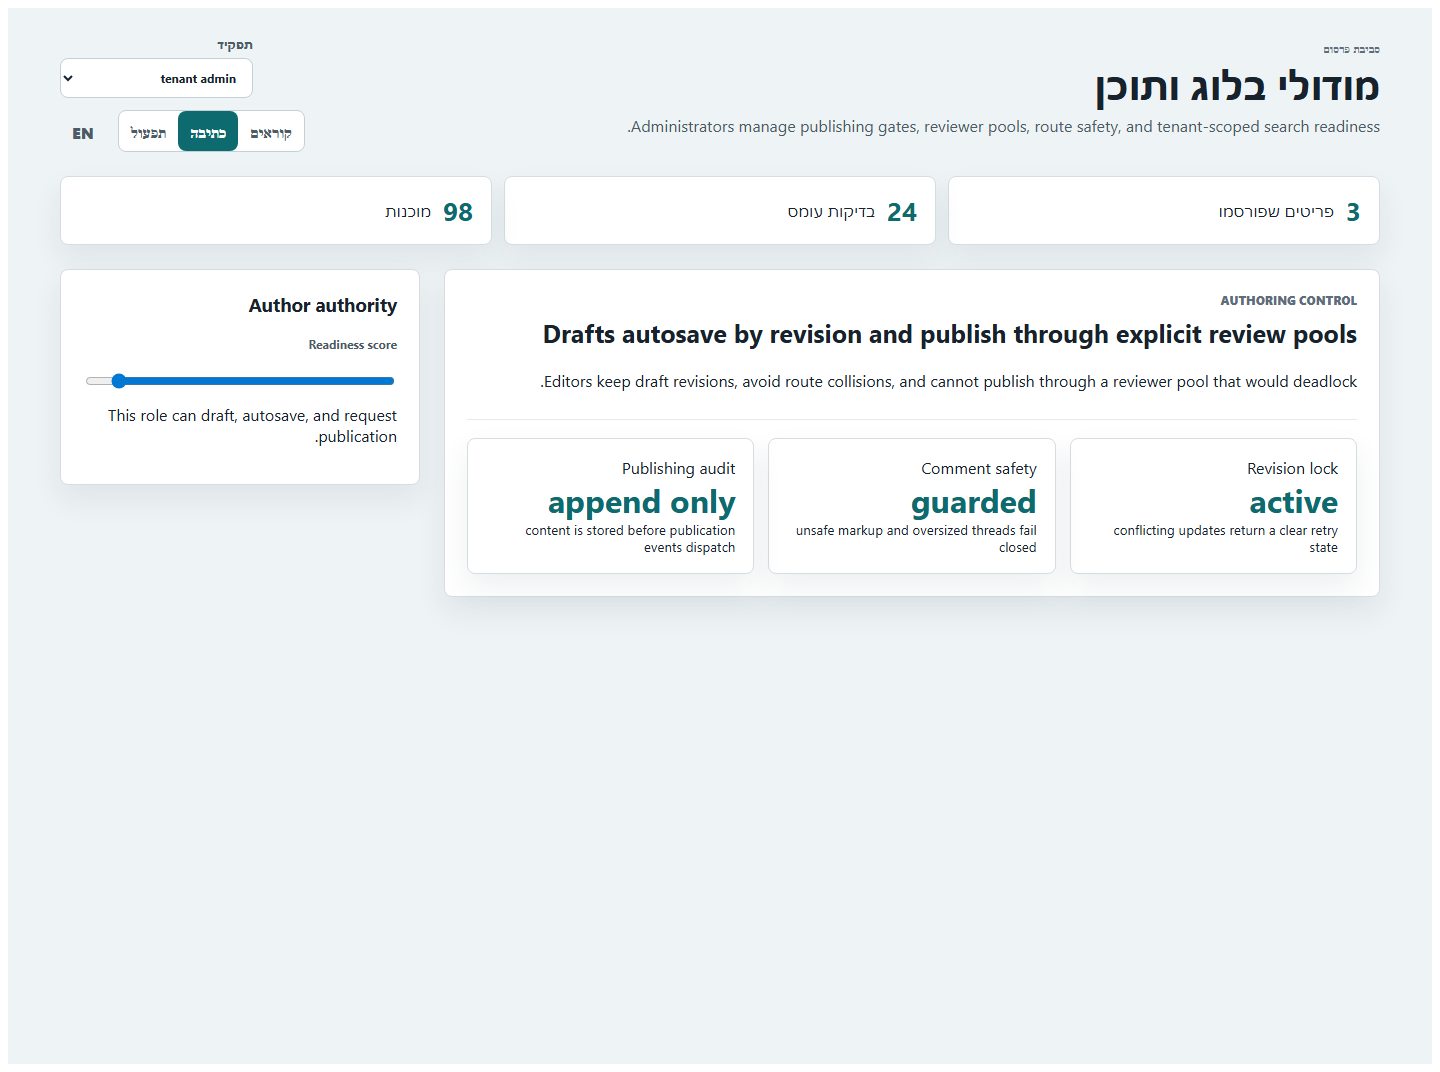 סביבת פרסום
מודולי בלוג ותוכן
Administrators manage publishing gates, reviewer pools, route safety, and tenant-scoped search readiness.
תפקיד
tenant admin
קוראים
כתיבה
תפעול
EN
3 פריטים שפורסמו
24 בדיקות עומס
98 מוכנות
AUTHORING CONTROL
Drafts autosave by revision and publish through explicit review pools
Editors keep draft revisions, avoid route collisions, and cannot publish through a reviewer pool that would deadlock.
Revision lock
active
conflicting updates return a clear retry
state
Comment safety
guarded
unsafe markup and oversized threads fail
closed
Publishing audit
append only
content is stored before publication
events dispatch
Author authority
Readiness score
This role can draft, autosave, and request
publication.